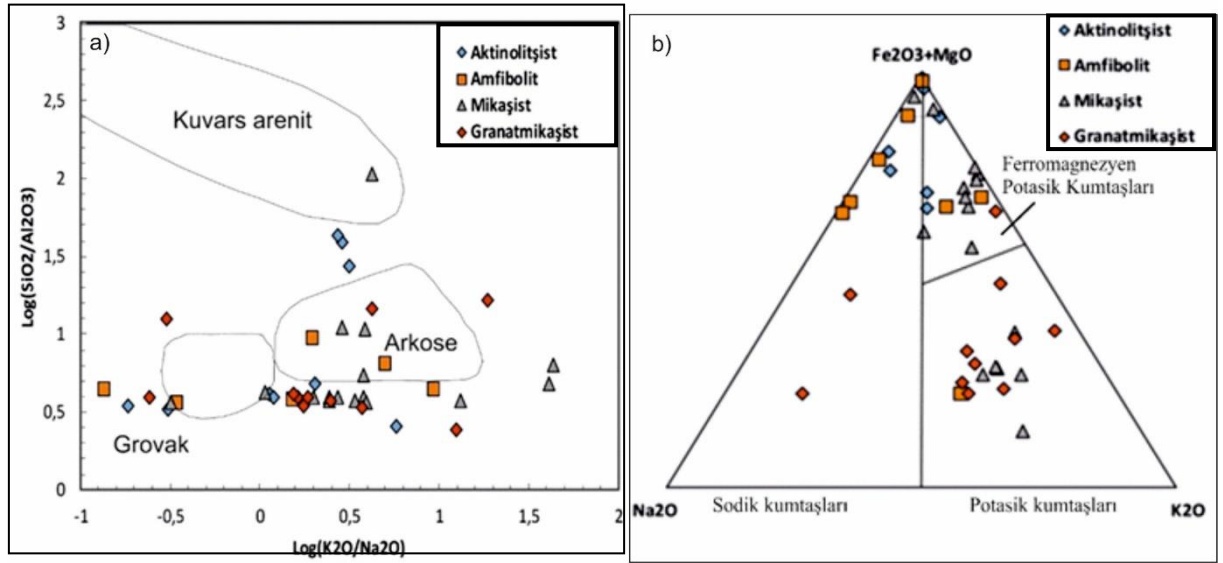 a)
Aktinolitşist
Amfibolit
Mikaşist
Granatmikaşist
Kuvars arenit
Arkose
Grovak
Log(SiO2/Al2O3)
3
2,5
2
1,5
1
0,5
0
-1
-0,5
0
0,5
1
1,5
2
Log(K2O/Na2O)
b)
Aktinolitşist
Amfibolit
Mikaşist
Granatmikaşist
Fe2O3+MgO
Ferromagnezyen
Potasik Kumtaşları
Sodik kumtaşları
Potasik kumtaşları
Na2O
K2O